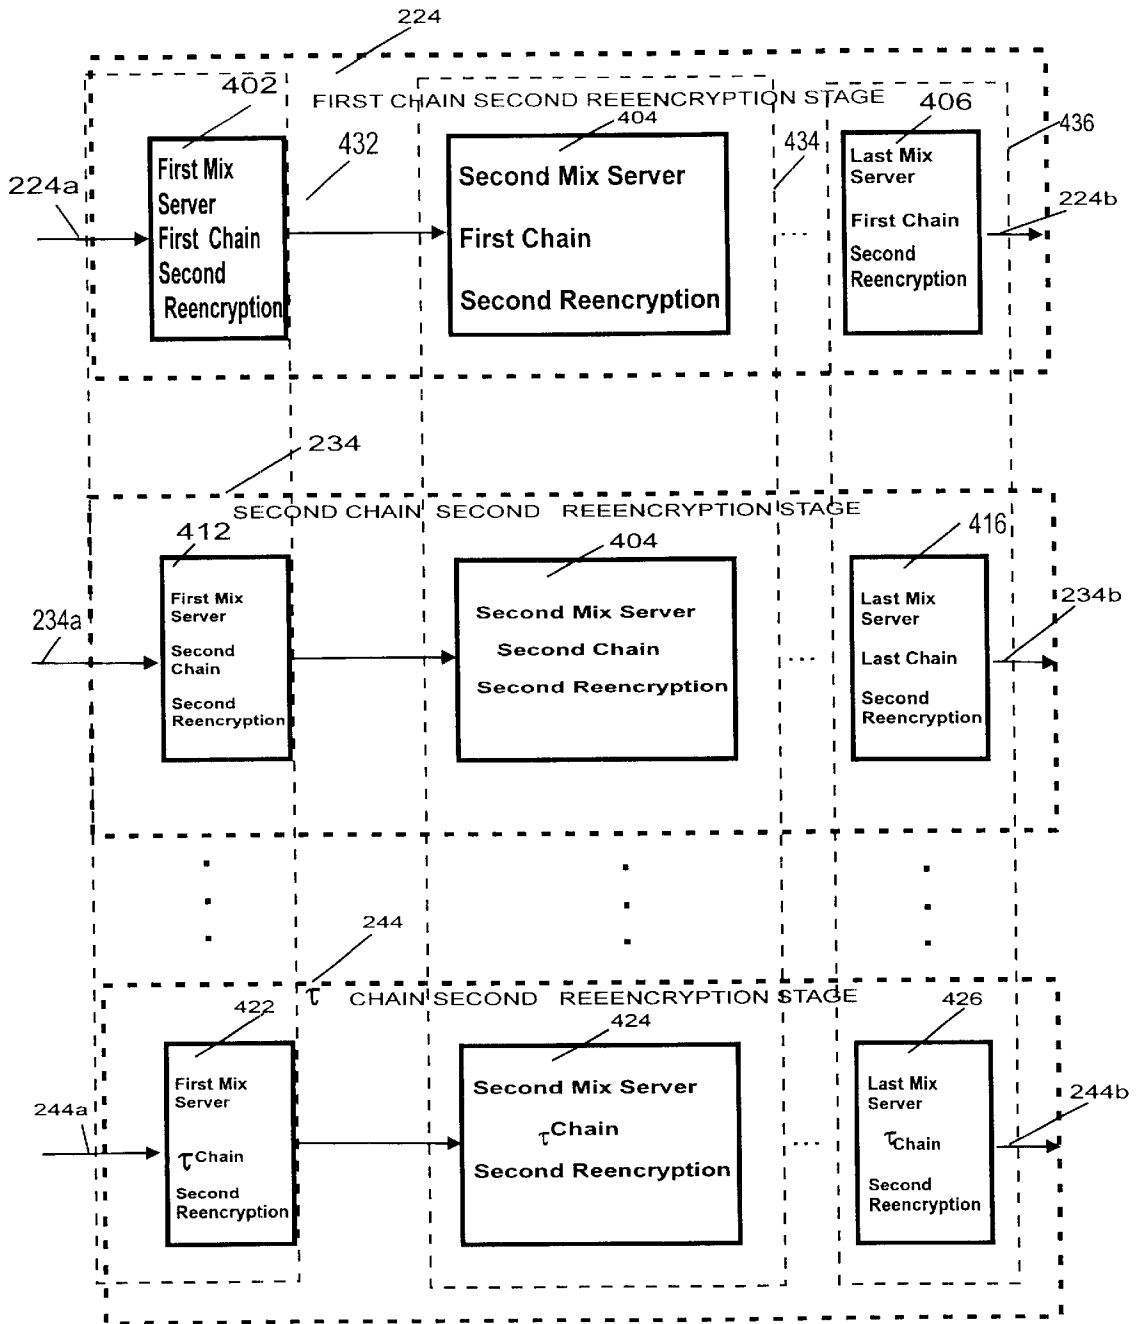 224
402
FIRST CHAIN SECOND REEENCRYPTION STAGE
404
406
436
432
434
224a
First Mix
Server
First Chain
Second
Reencryption
Second Mix Server
First Chain
Second Reencryption
Last Mix
Server
First Chain
Second
Reencryption
224b
...
234
SECOND CHAIN SECOND REEENCRYPTION STAGE
412
404
416
234a
First Mix
Server
Second
Chain
Second
Reencryption
Second Mix Server
Second Chain
Second Reencryption
...
Last Mix
Server
Last Chain
Second
Reencryption
234b
244
τ CHAIN SECOND REEENCRYPTION STAGE
422
424
426
244a
First Mix
Server
τ Chain
Second
Reencryption
Second Mix Server
τ Chain
Second Reencryption
...
Last Mix
Server
τ Chain
Second
Reencryption
244b